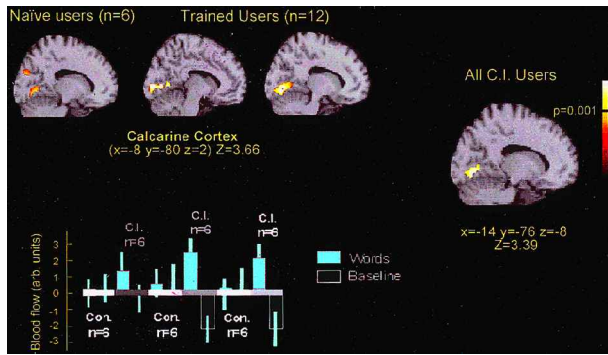 Naïve users (n=6)
Trained Users (n=12)
All C.I. Users
p=0.001
Calcarine Cortex
(x=-8 y=-80 z=2) Z=3.66
x=-14 y=-76 z=-8
Z=3.39
C.I.
n=6
C.I.
n=6
C.I.
n=6
Words
Baseline
Blood flow (arb. units)
3
2
1
0
-1
-2
-3
Con.
n=6
Con.
n=6
Con.
n=6